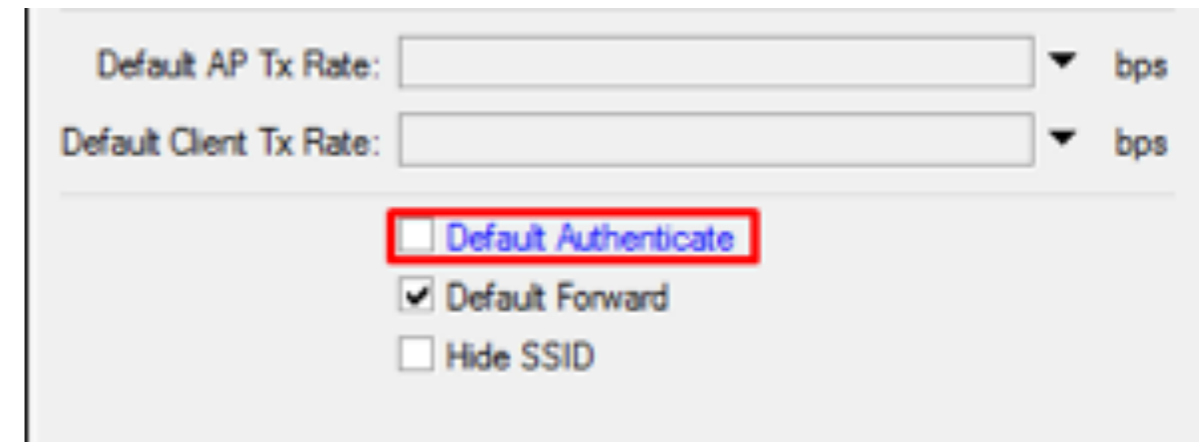 Default AP Tx Rate: bps
Default Client Tx Rate: bps
Default Authenticate
Default Forward
Hide SSID